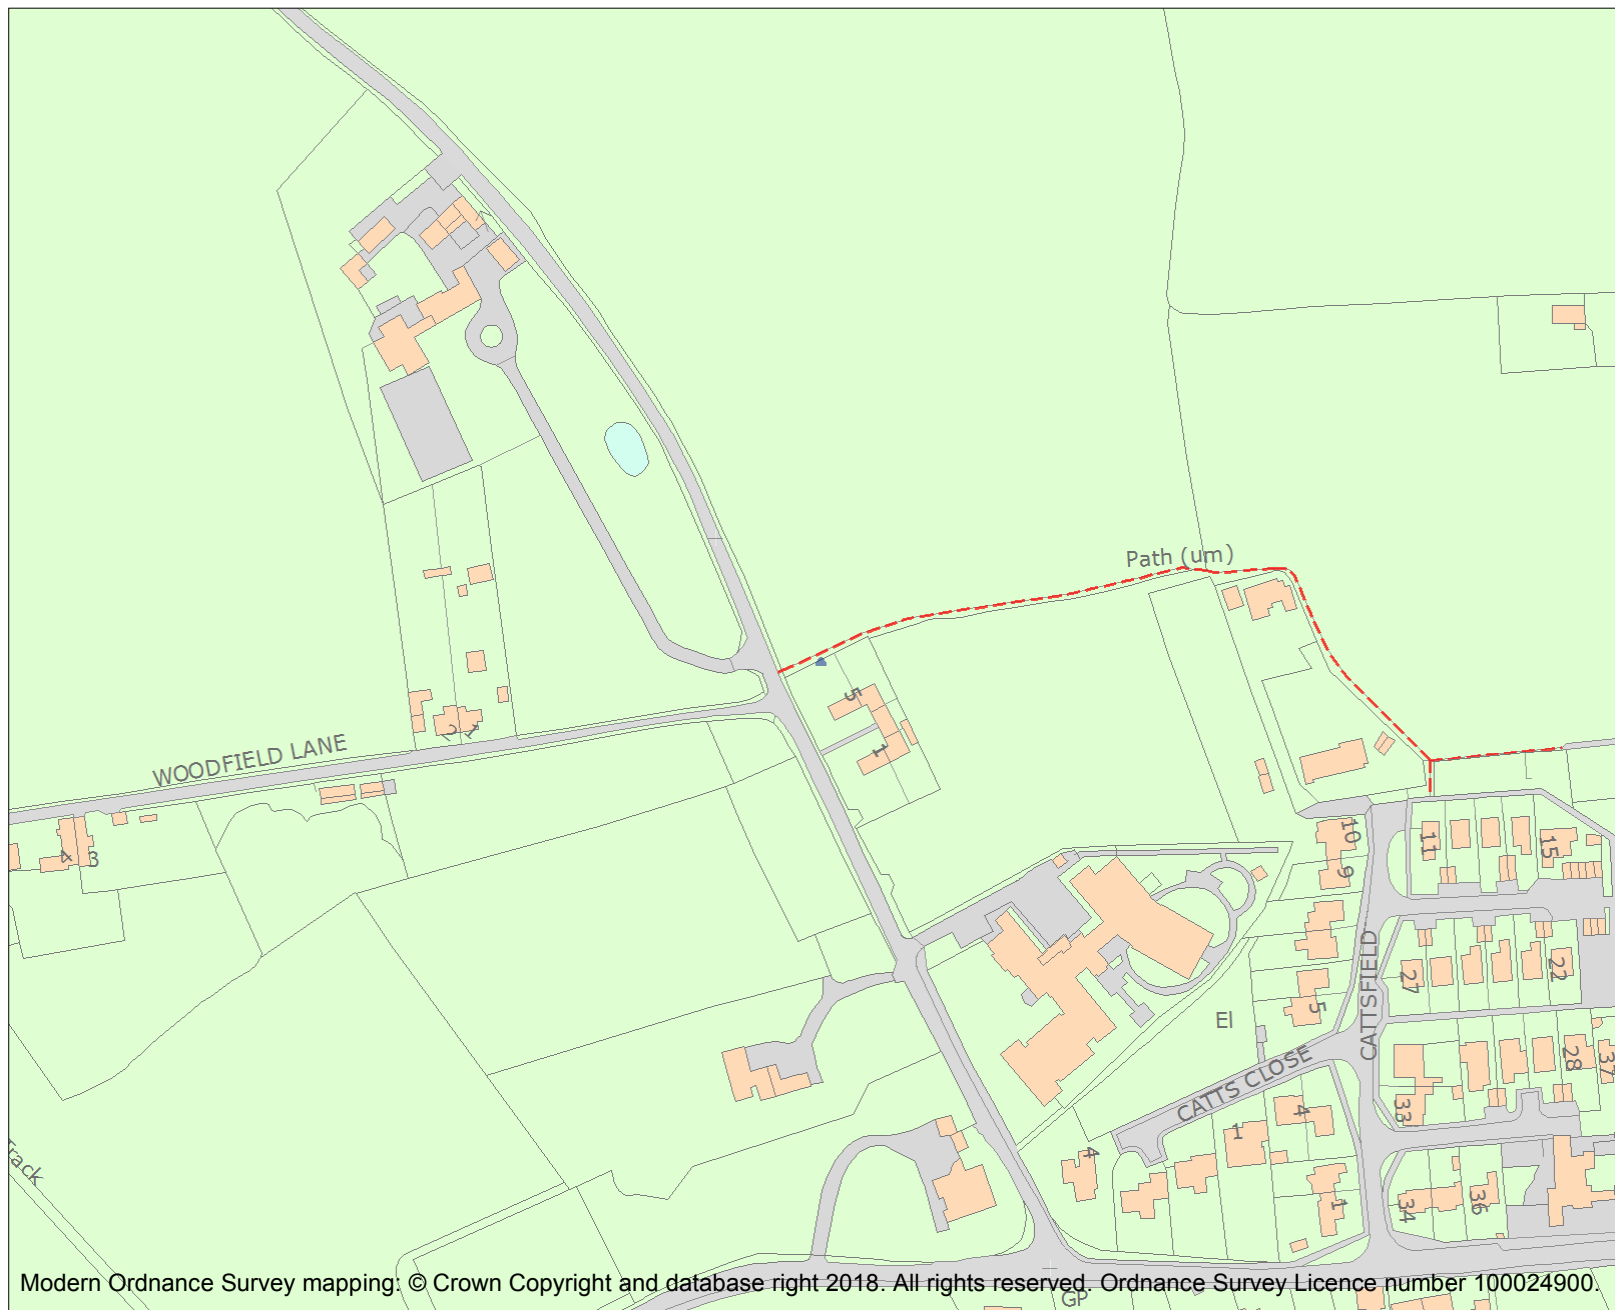 7
Path (um)
5
1
2
1
WOODFIELD LANE
4
3
10
9
11
15
27
22
5
CATTSFIELD
El
CATTS CLOSE
28
37
33
4
1
4
1
34
36
Track
Modern Ordnance Survey mapping: © Crown Copyright and database right 2018. All rights reserved. Ordnance Survey Licence number 100024900.
GP